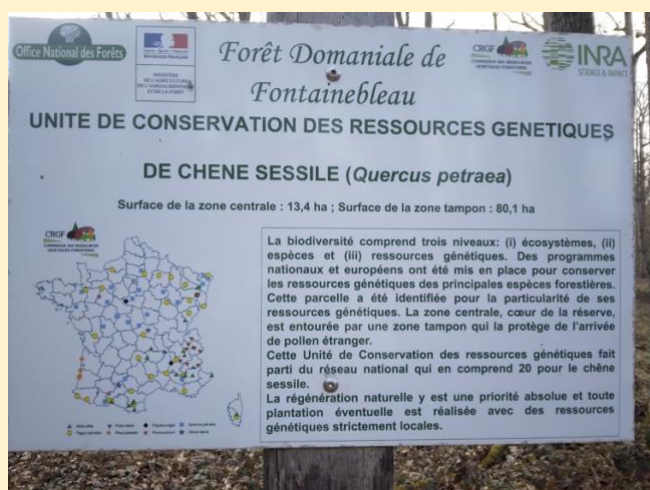 Office National des Forêts
Forêt Domaniale de
Fontainebleau
CRGF
INRA
SCIENCE & IMPACT
UNITE DE CONSERVATION DES RESSOURCES GENETIQUES
DE CHENE SESSILE (Quercus petraea)
Surface de la zone centrale : 13,4 ha ; Surface de la zone tampon : 80,1 ha
CRGF
La biodiversité comprend trois niveaux: (i) écosystèmes, (ii)
espèces et (iii) ressources génétiques. Des programmes
nationaux et européens ont été mis en place pour conserver
les ressources génétiques des principales espèces forestières.
Cette parcelle a été identifiée pour la particularité de ses
ressources génétiques. La zone centrale, cœur de la réserve,
est entourée par une zone tampon qui la protège de l'arrivée
de pollen étranger.
Cette Unité de Conservation des ressources génétiques fait
parti du réseau national qui en comprend 20 pour le chêne
sessile.
La régénération naturelle y est une priorité absolue et toute
plantation éventuelle est réalisée avec des ressources
génétiques strictement locales.